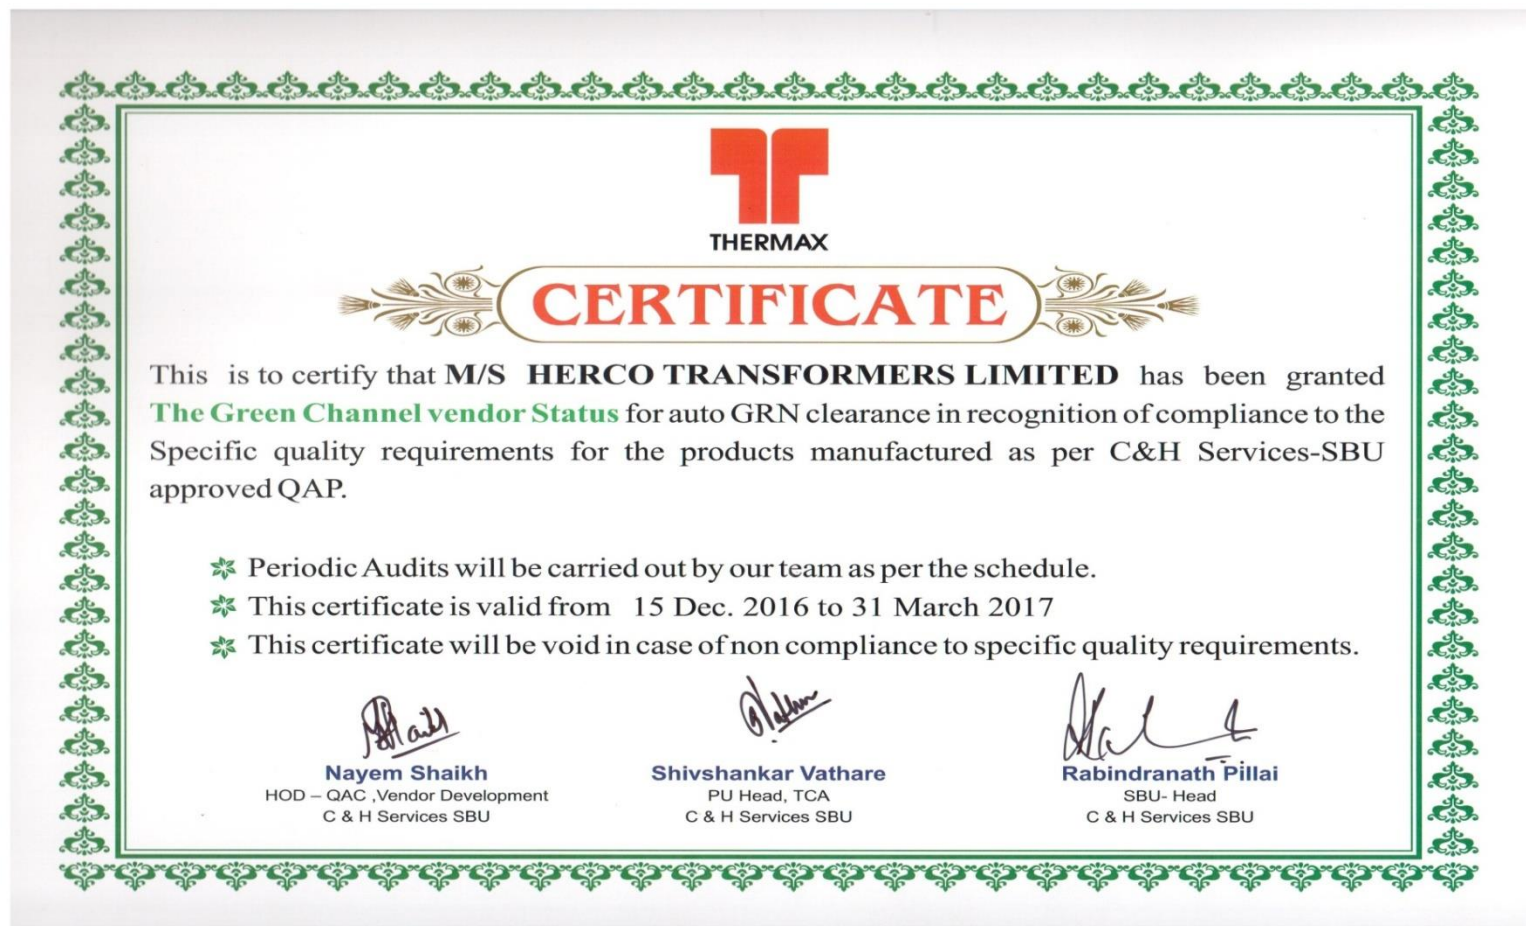 THERMAX
CERTIFICATE
This is to certify that M/S HERCO TRANSFORMERS LIMITED has been granted
The Green Channel vendor Status for auto GRN clearance in recognition of compliance to the
Specific quality requirements for the products manufactured as per C&H Services-SBU
approved QAP.
Periodic Audits will be carried out by our team as per the schedule.
This certificate is valid from 15 Dec. 2016 to 31 March 2017
This certificate will be void in case of non compliance to specific quality requirements.
Nayem Shaikh
HOD – QAC ,Vendor Development
C & H Services SBU
Shivshankar Vathare
PU Head, TCA
C & H Services SBU
Rabindranath Pillai
SBU- Head
C & H Services SBU